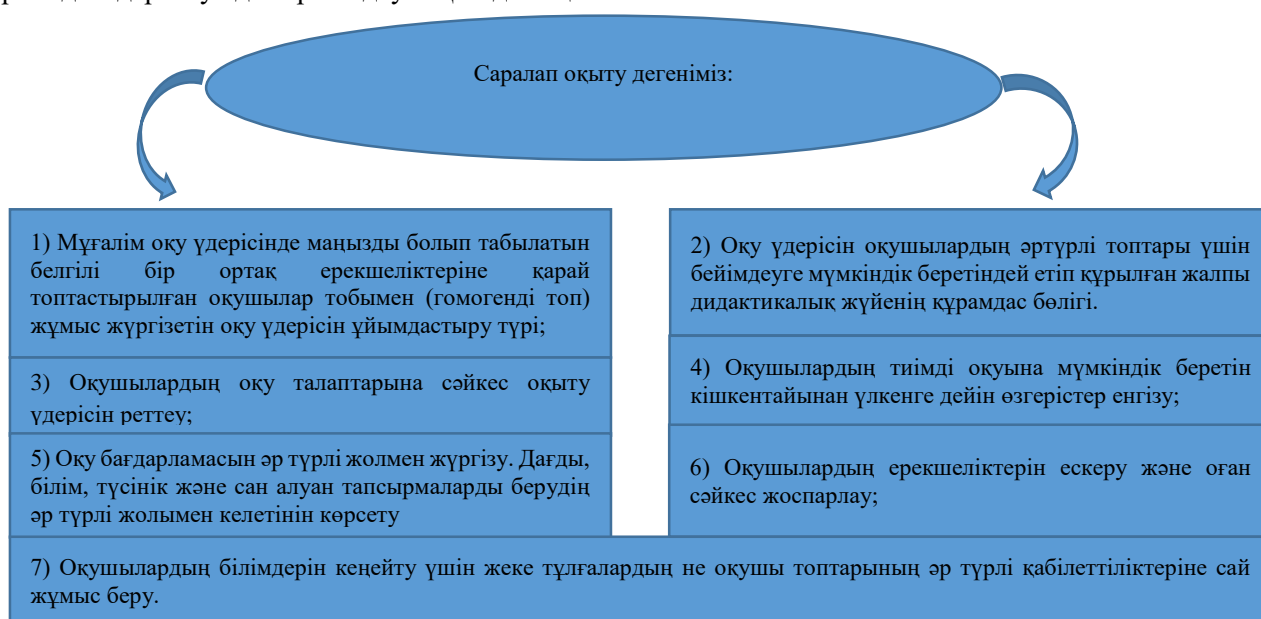 Саралап оқыту дегеніміз:
1) Мұғалім оқу үдерісінде маңызды болып табылатын
белгілі бір ортақ ерекшеліктеріне қарай
топтастырылған оқушылар тобымен (гомогенді топ)
жұмыс жүргізетін оқу үдерісін ұйымдастыру түрі;
2) Оқу үдерісін оқушылардың әртүрлі топтары үшін
бейімдеуге мүмкіндік беретіндей етіп құрылған жалпы
дидактикалық жүйенің құрамдас бөлігі.
3) Оқушылардың оқу талаптарына сәйкес оқыту
үдерісін реттеу;
4) Оқушылардың тиімді оқуына мүмкіндік беретін
кішкентайынан үлкенге дейін өзгерістер енгізу;
5) Оқу бағдарламасын әр түрлі жолмен жүргізу. Дағды,
білім, түсінік және сан алуан тапсырмаларды берудің
әр түрлі жолымен келетінін көрсету
6) Оқушылардың ерекшеліктерін ескеру және оған
сәйкес жоспарлау;
7) Оқушылардың білімдерін кеңейту үшін жеке тұлғалардың не оқушы топтарының әр түрлі қабілеттіліктеріне сай
жұмыс беру.